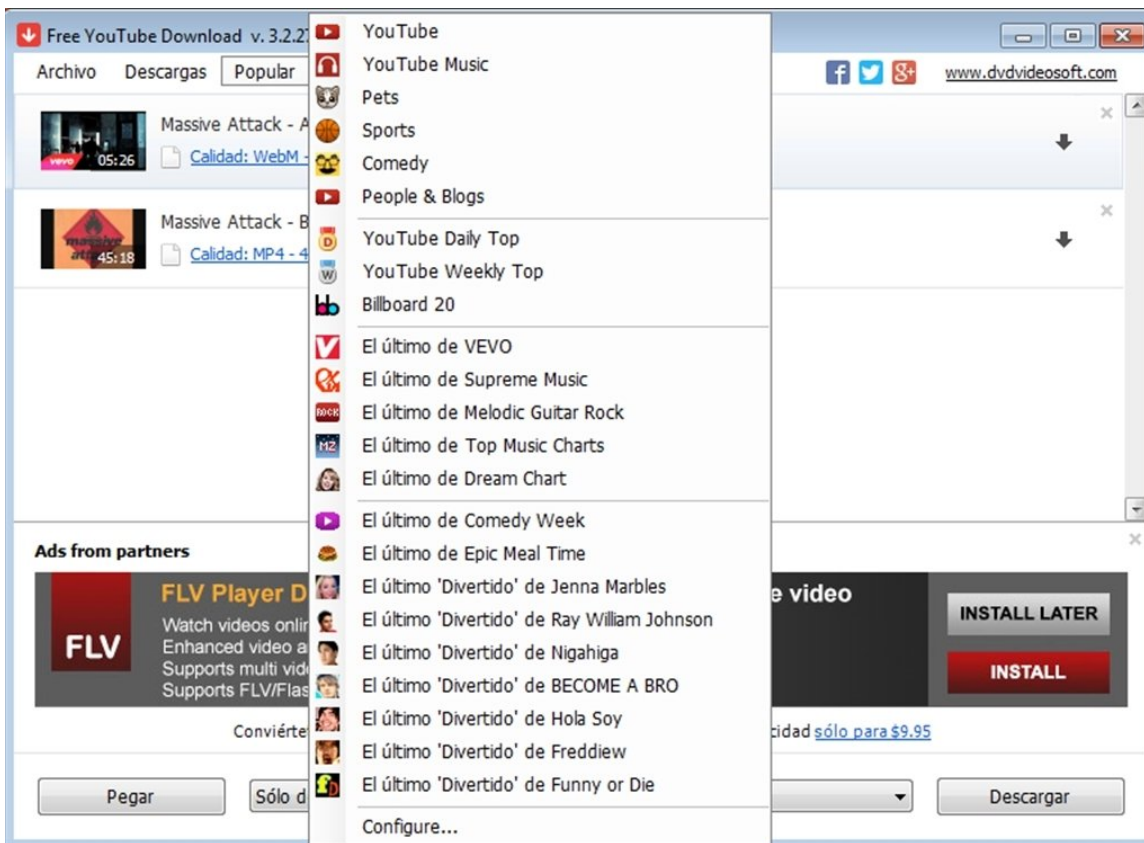 Free YouTube Download v. 3.2.2
Archivo Descargas Popular www.dvdvideosoft.com
Massive Attack - A
vevo 05:26
Calidad: WebM -
Massive Attack - B
massive
45:18
Calidad: MP4 - 4
YouTube
YouTube Music
Pets
Sports
Comedy
People & Blogs
YouTube Daily Top
YouTube Weekly Top
Billboard 20
El último de VEVO
El último de Supreme Music
ROCK El último de Melodic Guitar Rock
MZ El último de Top Music Charts
El último de Dream Chart
El último de Comedy Week
El último de Epic Meal Time
El último 'Divertido' de Jenna Marbles
El último 'Divertido' de Ray William Johnson
El último 'Divertido' de Nigahiga
El último 'Divertido' de BECOME A BRO
El último 'Divertido' de Hola Soy
El último 'Divertido' de Freddiew
El último 'Divertido' de Funny or Die
Configure...
Ads from partners
FLV
FLV Player D
Watch videos onlin
Enhanced video a
Supports multi vid
Supports FLV/Flas
e video
INSTALL LATER
INSTALL
Conviérte
cidad sólo para $9.95
Pegar
Sólo d
Descargar